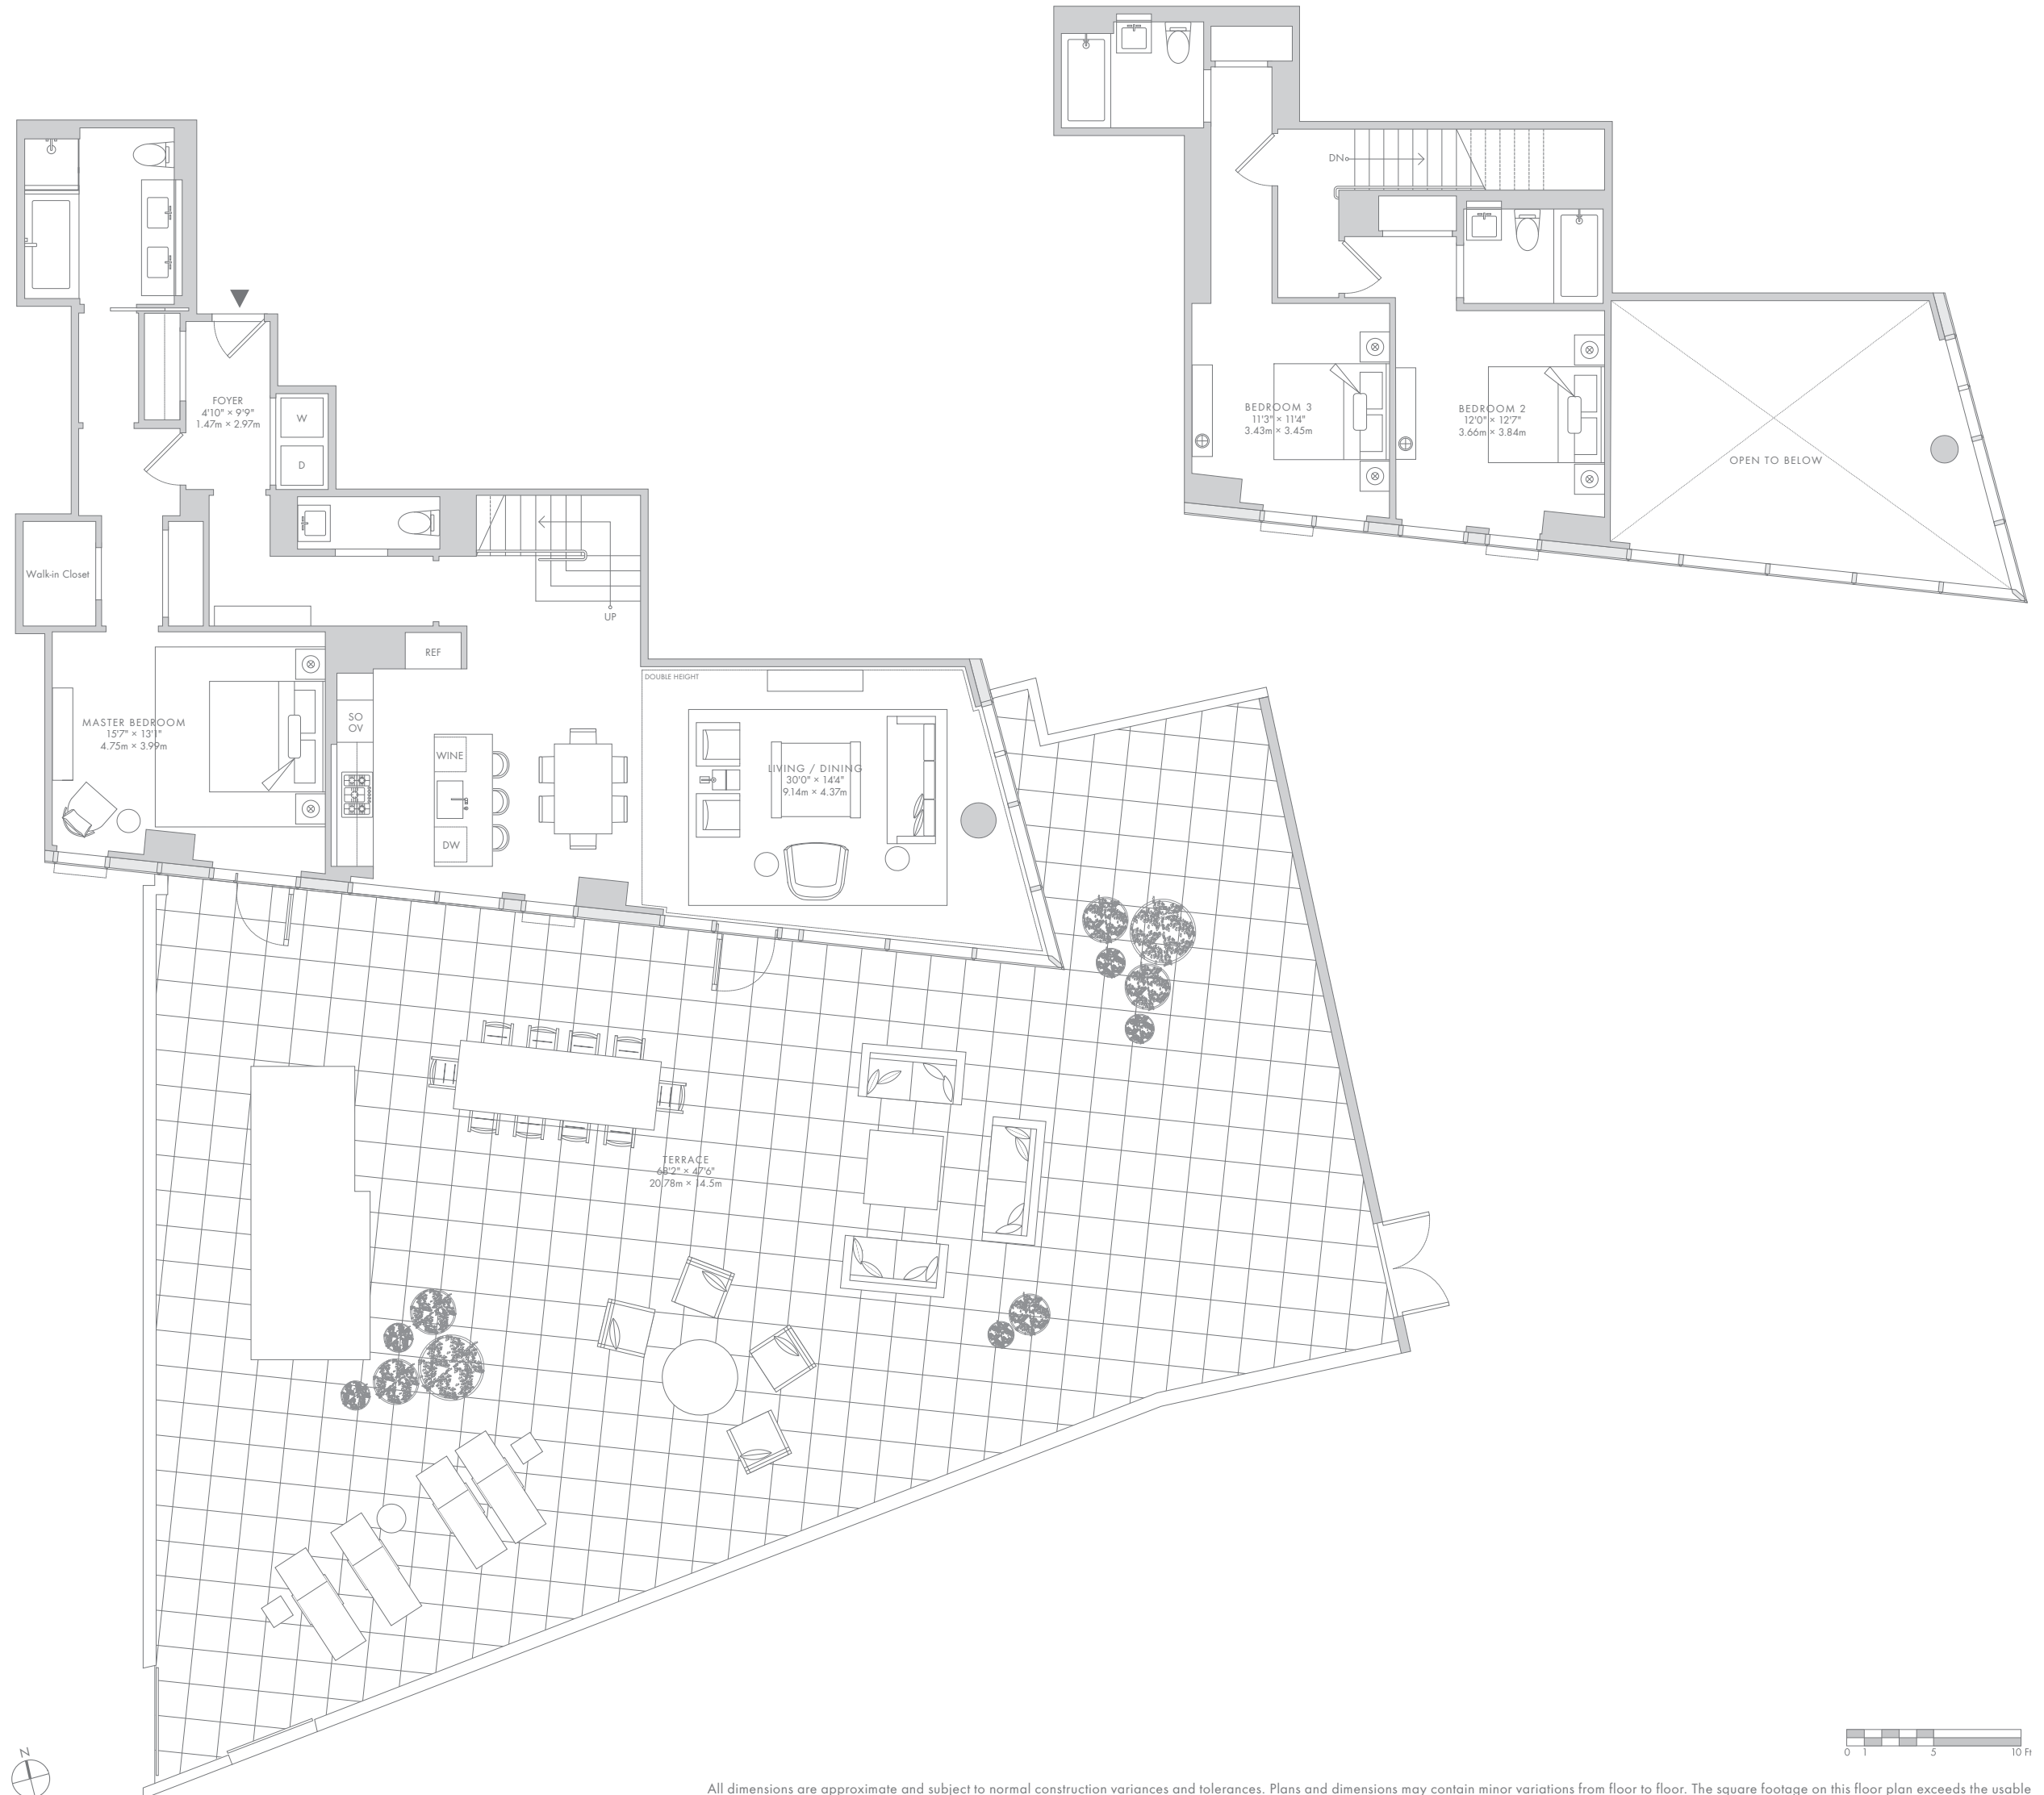 DN
BEDROOM 3
11'3" × 11'4"
3.43m × 3.45m
BEDROOM 2
12'0" × 12'7"
3.66m × 3.84m
OPEN TO BELOW
FOYER
4'10" × 9'9"
1.47m × 2.97m
W
D
Walk-in Closet
UP
REF
DOUBLE HEIGHT
SO
OV
MASTER BEDROOM
15'7" × 13'1"
4.75m × 3.99m
WINE
DW
LIVING / DINING
30'0" × 14'4"
9.14m × 4.37m
TERRACE
68'2" × 47'6"
20.78m × 14.5m
N
0 1 5 10 Ft
All dimensions are approximate and subject to normal construction variances and tolerances. Plans and dimensions may contain minor variations from floor to floor. The square footage on this floor plan exceeds the usable